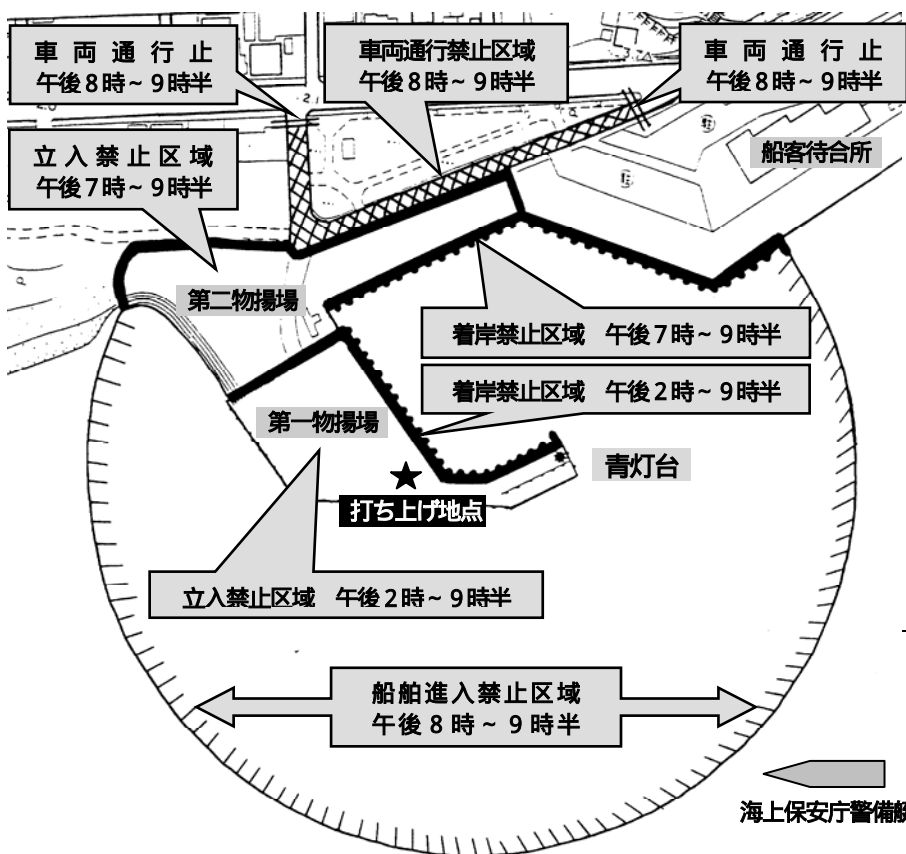 車両通行止
午後8時~9時半
車両通行禁止区域
午後8時~9時半
車両通行止
午後8時~9時半
立入禁止区域
午後7時~9時半
船客待合所
第二物揚場
着岸禁止区域 午後7時~9時半
着岸禁止区域 午後2時~9時半
第一物揚場
青灯台
打ち上げ地点
立入禁止区域 午後2時~9時半
船舶進入禁止区域
午後8時~9時半
海上保安庁警備艇